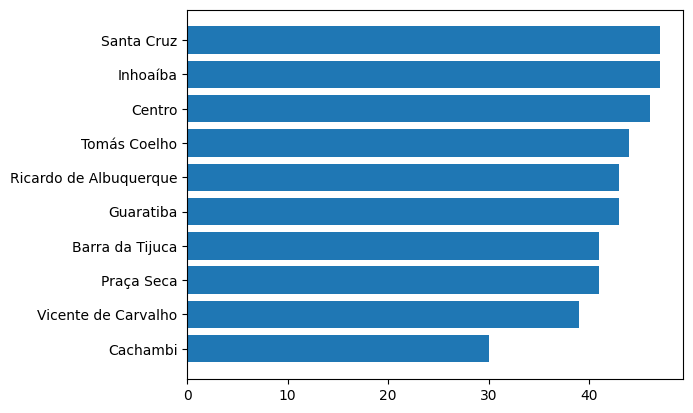 Santa Cruz
Inhoaíba
Centro
Tomás Coelho
Ricardo de Albuquerque
Guaratiba
Barra da Tijuca
Praça Seca
Vicente de Carvalho
Cachambi
0 10 20 30 40